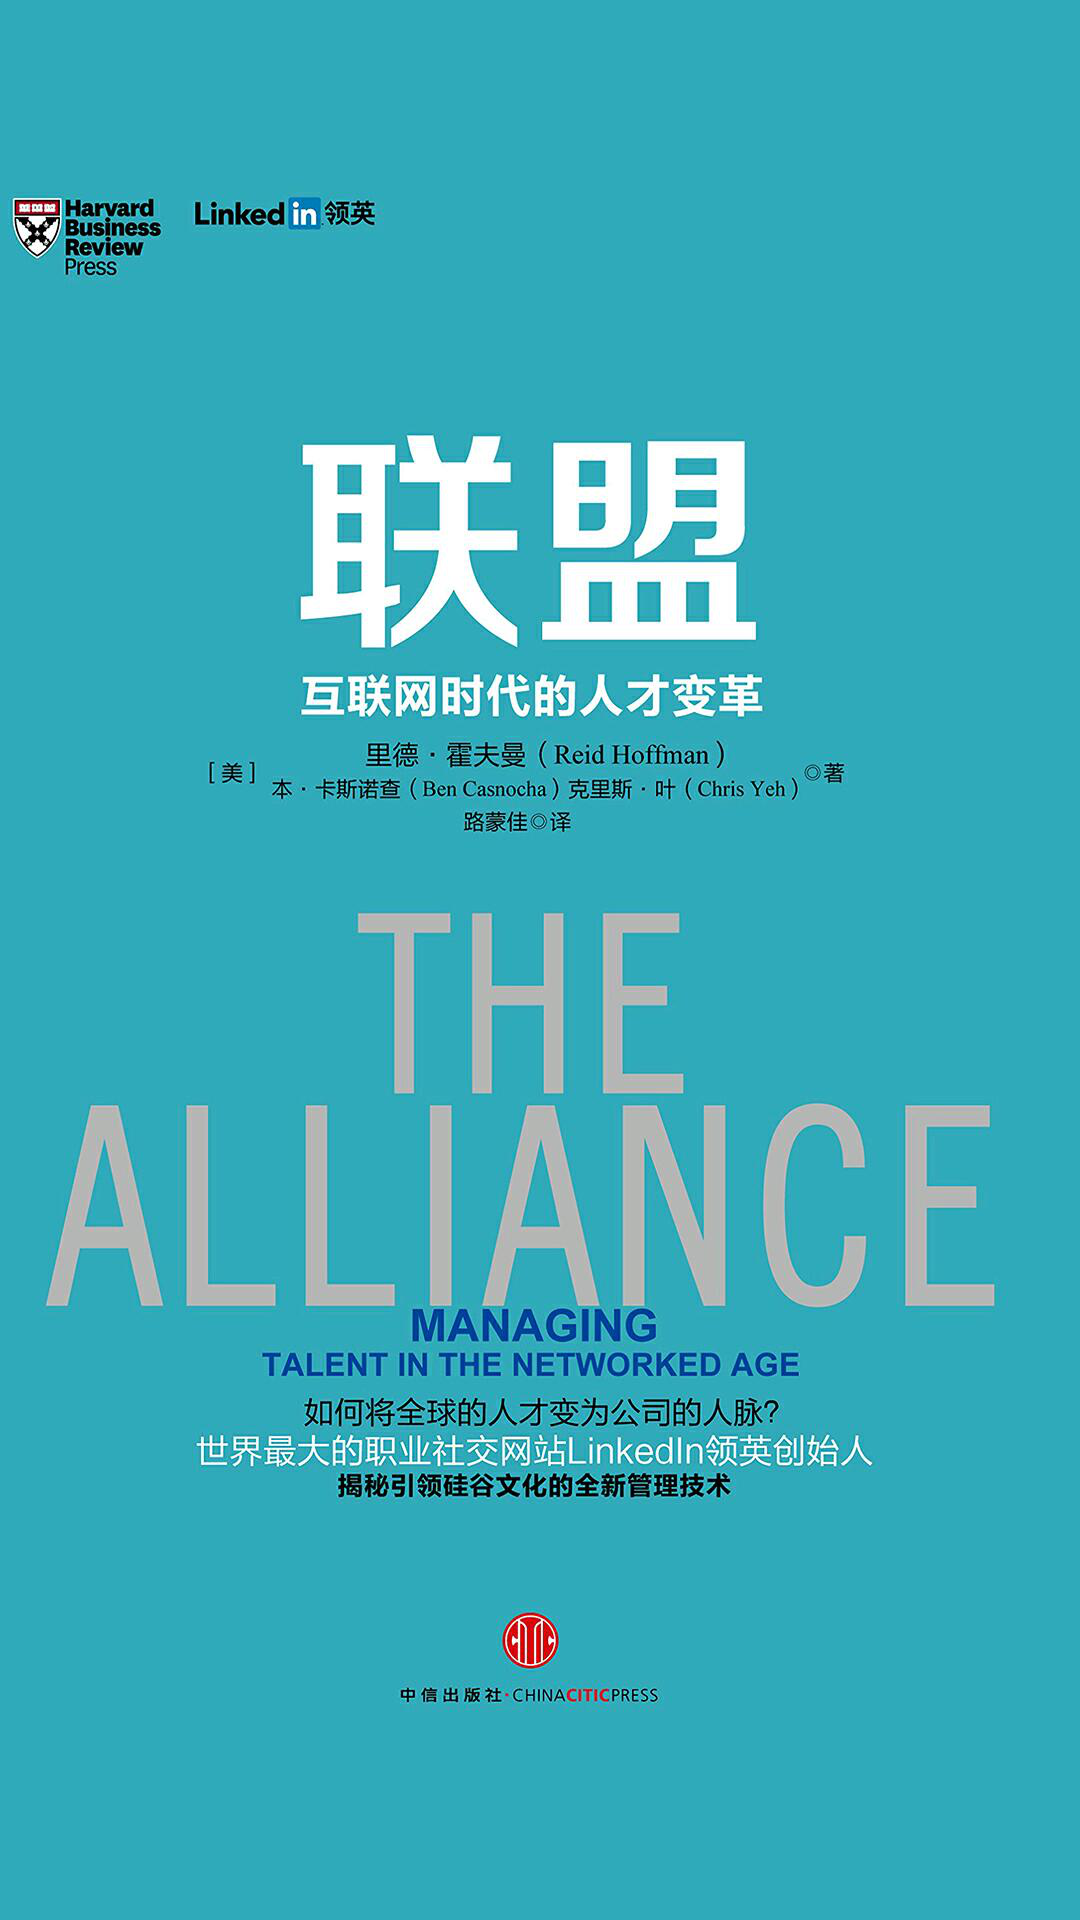 Harvard
Business
Review
Press
Linked in 领英
联盟
互联网时代的人才变革
里德·霍夫曼（Reid Hoffman）
[美] 本·卡斯诺查（Ben Casnocha）克里斯·叶（Chris Yeh） ◎著
路蒙佳◎译
THE
ALLIANCE
MANAGING
TALENT IN THE NETWORKED AGE
如何将全球的人才变为公司的人脉？
世界最大的职业社交网站LinkedIn领英创始人
揭秘引领硅谷文化的全新管理技术
中信出版社·CHINACITICPRESS